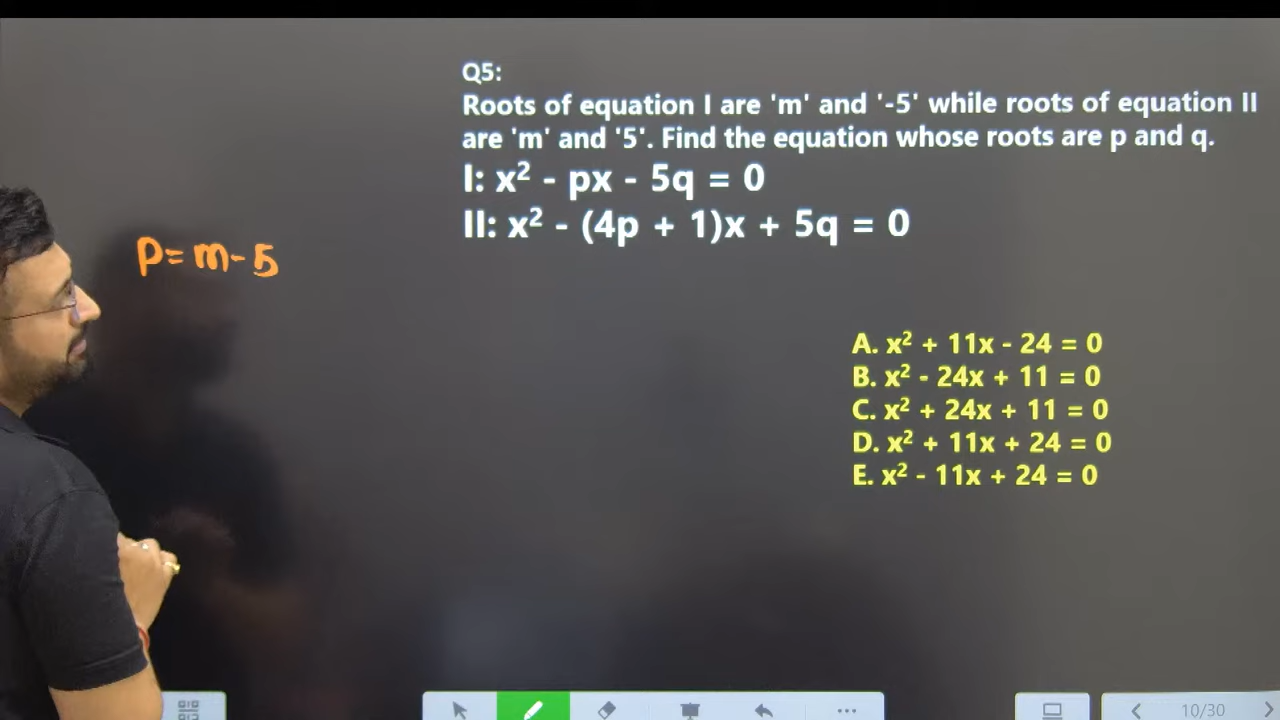 Q5:
Roots of equation I are 'm' and '-5' while roots of equation II
are 'm' and '5'. Find the equation whose roots are p and q.
I: x² - px - 5q = 0
II: x² - (4p + 1)x + 5q = 0
p = m - 5
A. x² + 11x - 24 = 0
B. x² - 24x + 11 = 0
C. x² + 24x + 11 = 0
D. x² + 11x + 24 = 0
E. x² - 11x + 24 = 0
10/30